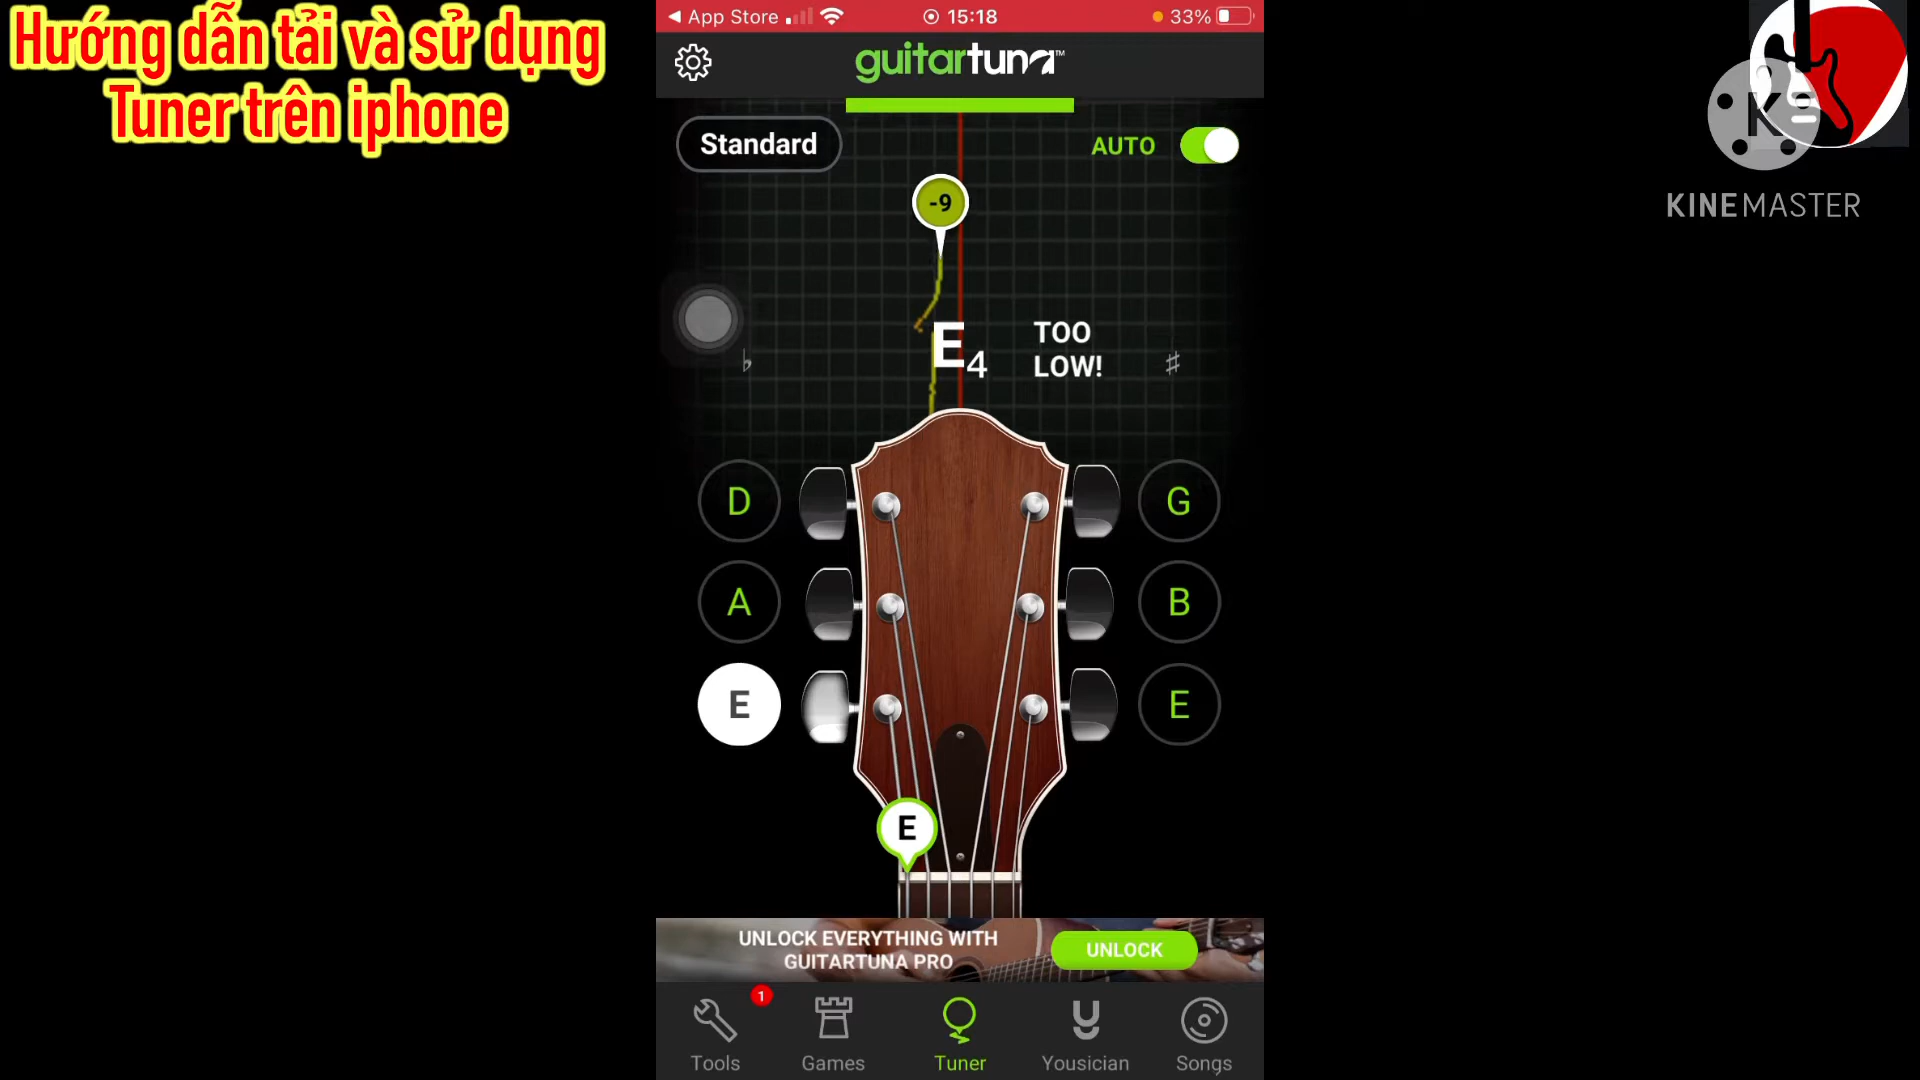 Hướng dẫn tải và sử dụng
Tuner trên iphone
App Store
15:18
33%
guitartuna™
Standard
AUTO
-9
E4
TOO
LOW!
♭
♯
D
G
A
B
E
E
E
UNLOCK EVERYTHING WITH
GUITARTUNA PRO
UNLOCK
1
Tools
Games
Tuner
Yousician
Songs
K
KINEMASTER